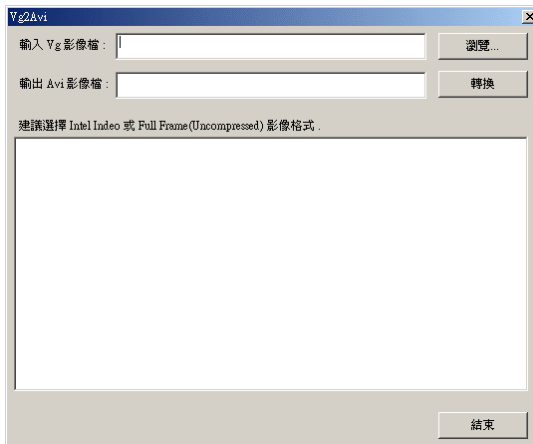 Vg2Avi
輸入 Vg 影像檔 :
瀏覽...
輸出 Avi 影像檔 :
轉換
建議選擇 Intel Indeo 或 Full Frame(Uncompressed) 影像格式 .
結束